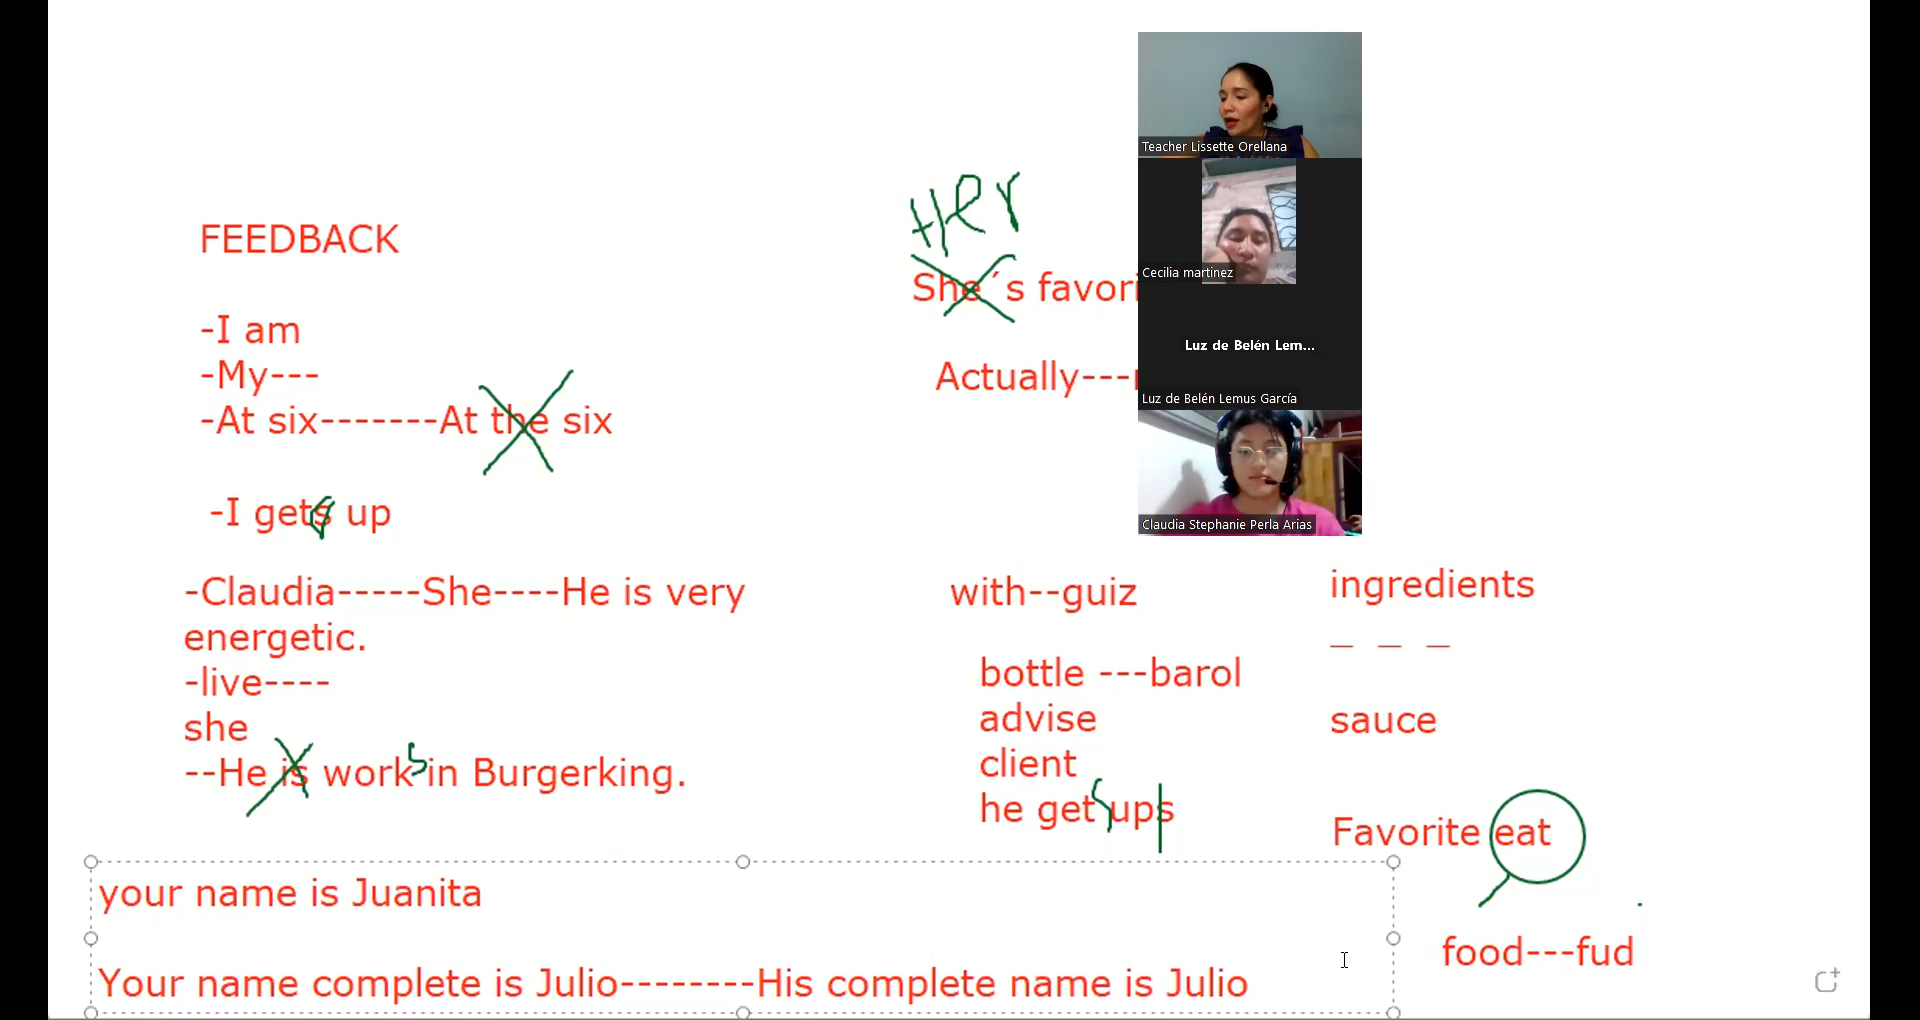 FEEDBACK
-I am
-My---
-At six-------At the six
-I gets up
-Claudia-----She----He is very
energetic.
-live----
she
--He is work s in Burgerking.
Her
She´s
Actually---
with--guiz
bottle ---barol
advise
client
he get s ups
ingredients
_ _ _
sauce
Favorite eat
food---fud
your name is Juanita
Your name complete is Julio--------His complete name is Julio
Teacher Lissette Orellana
Cecilia martinez
Luz de Belén Lem...
Luz de Belén Lemus García
Claudia Stephanie Perla Arias